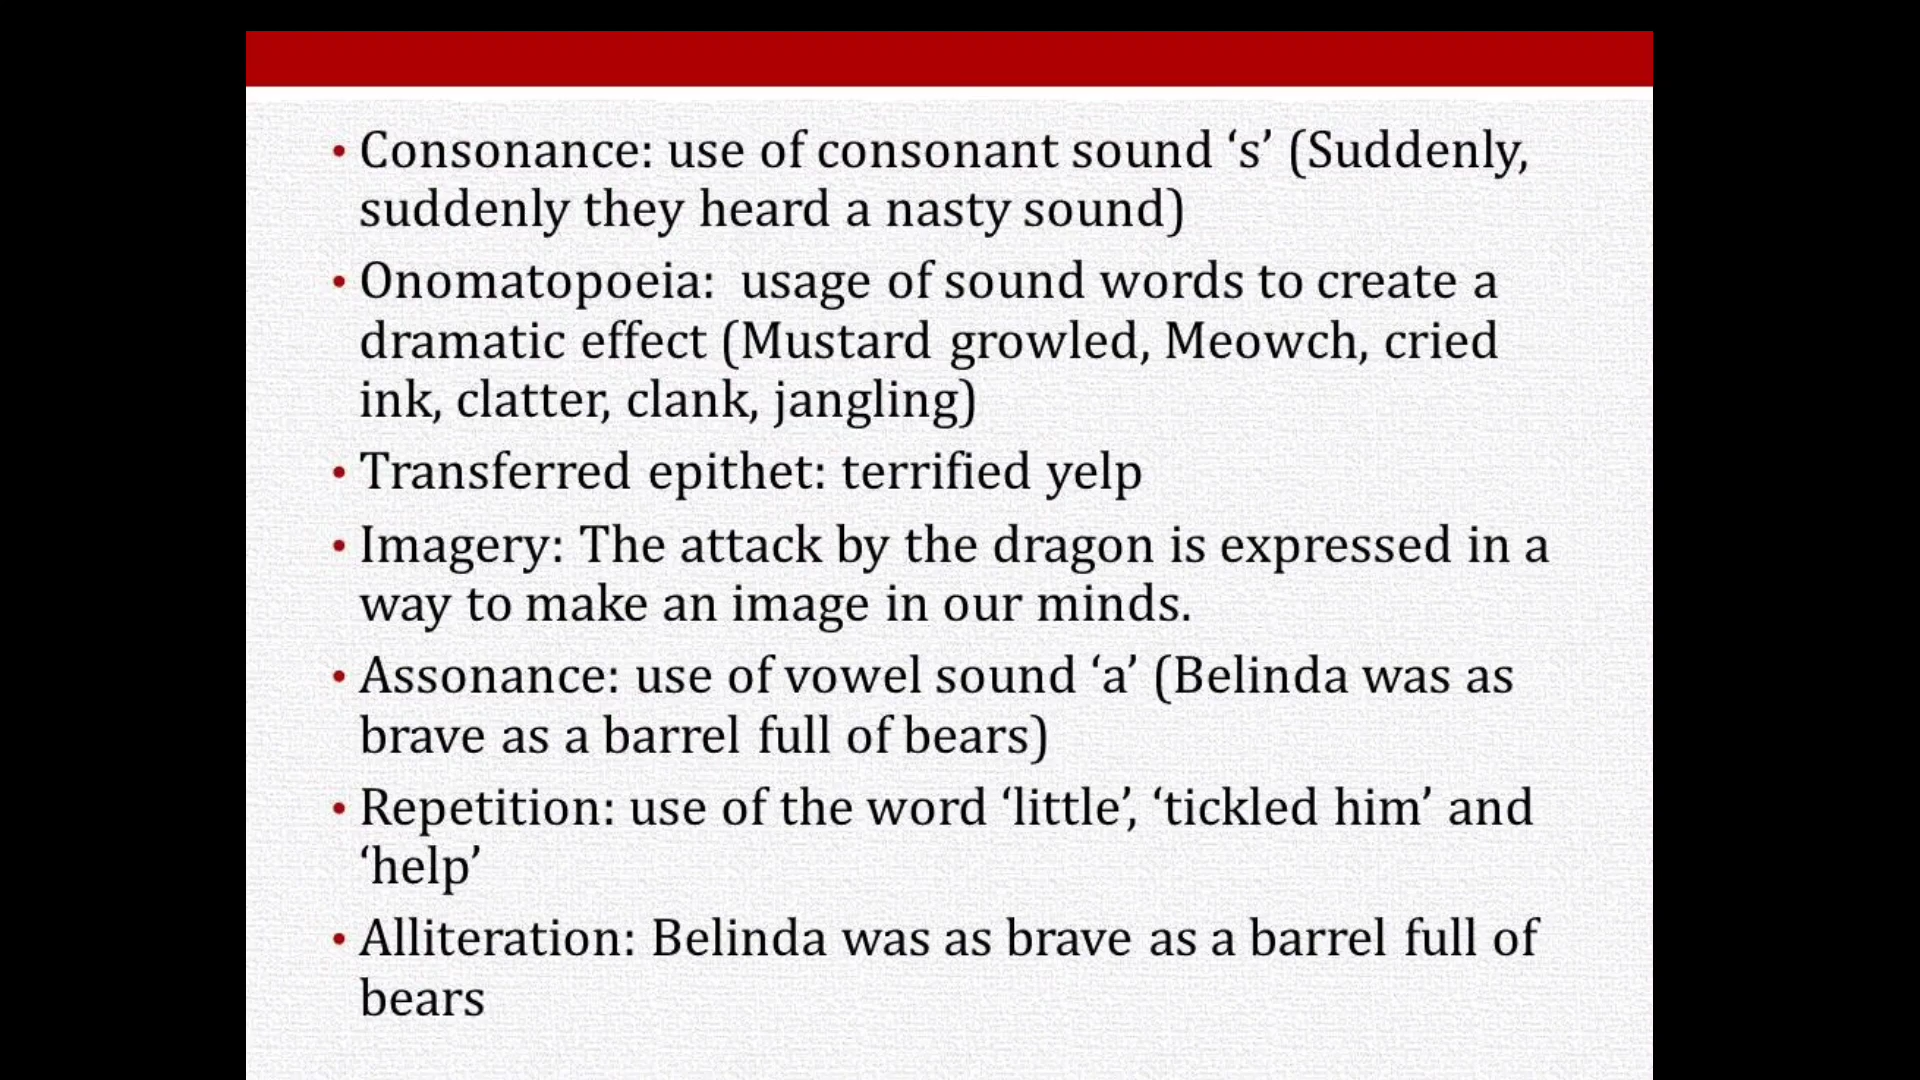 • Consonance: use of consonant sound ‘s’ (Suddenly,
suddenly they heard a nasty sound)
• Onomatopoeia:  usage of sound words to create a
dramatic effect (Mustard growled, Meowch, cried
ink, clatter, clank, jangling)
• Transferred epithet: terrified yelp
• Imagery: The attack by the dragon is expressed in a
way to make an image in our minds.
• Assonance: use of vowel sound ‘a’ (Belinda was as
brave as a barrel full of bears)
• Repetition: use of the word ‘little’, ‘tickled him’ and
‘help’
• Alliteration: Belinda was as brave as a barrel full of
bears